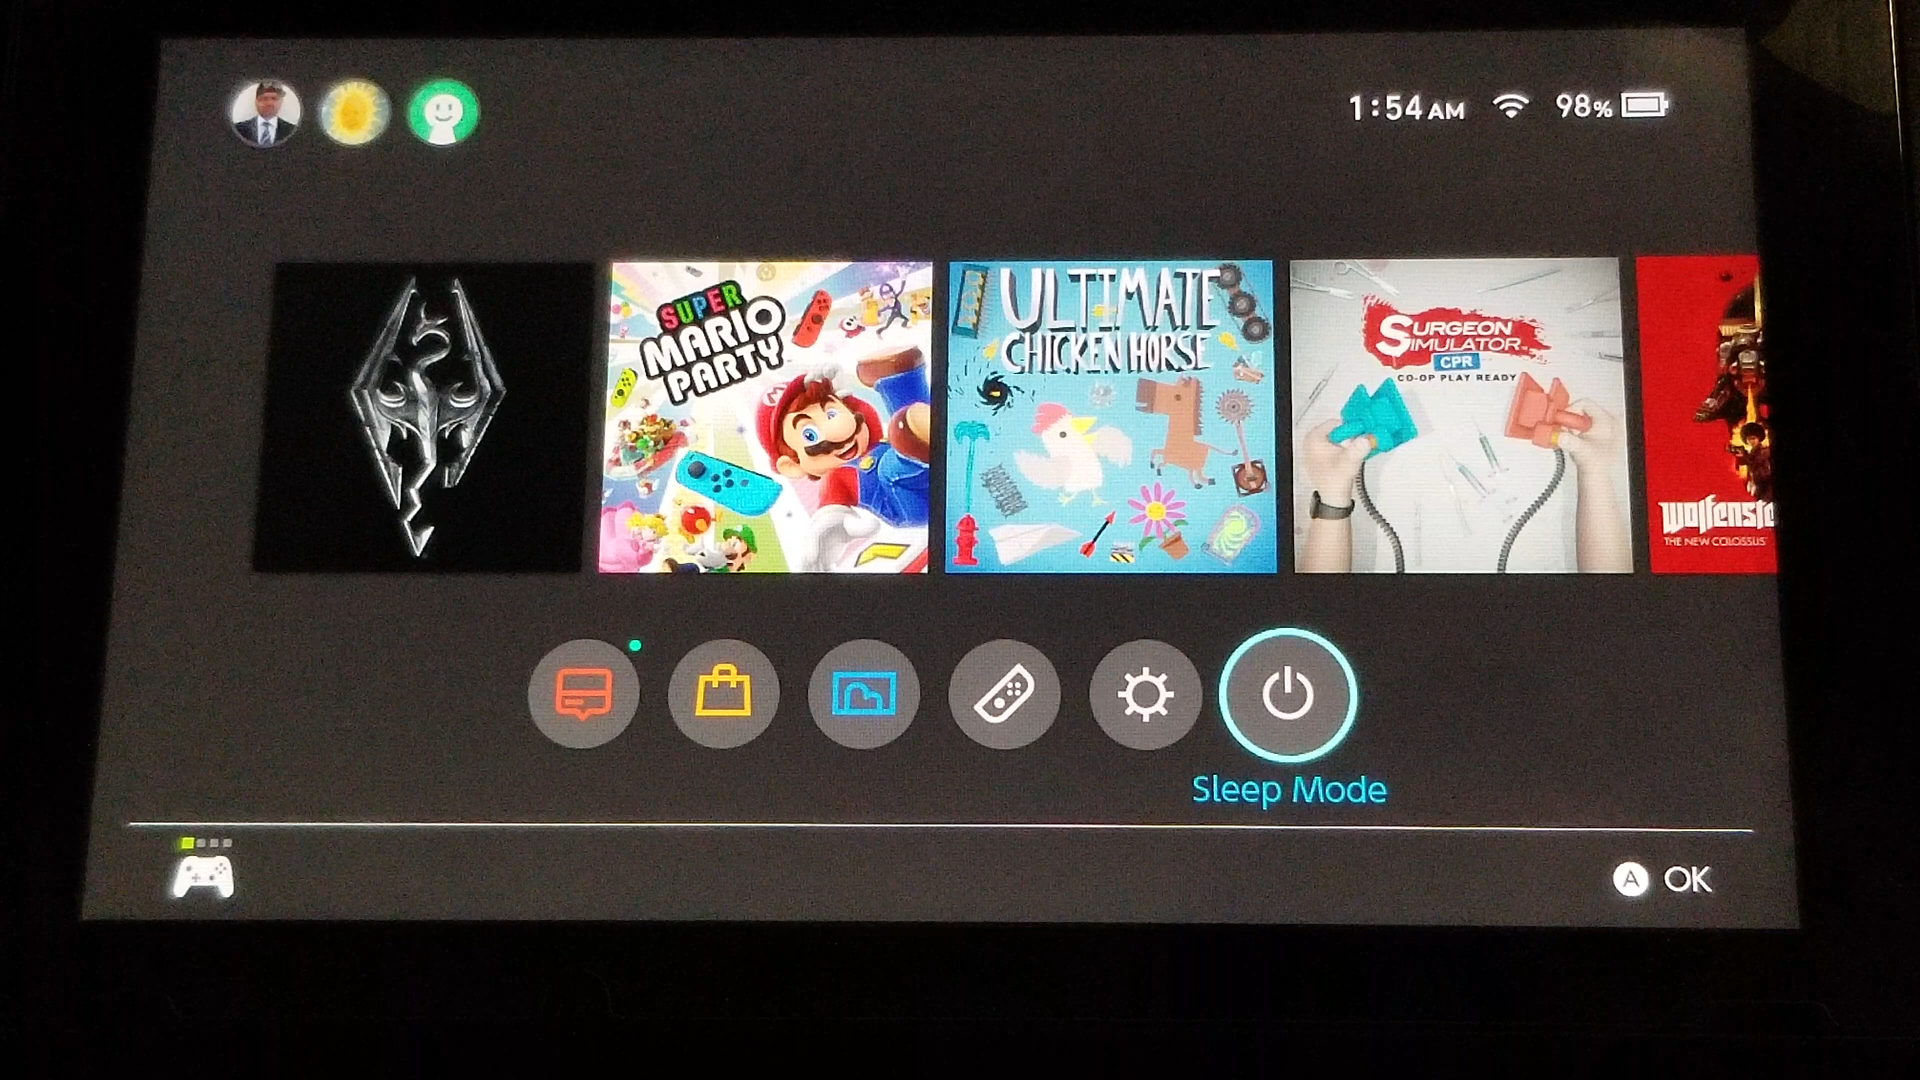 1:54 AM 98%
SUPER
MARIO
PARTY
ULTIMATE
CHICKEN HORSE
SURGEON
SIMULATOR
CPR
CO-OP PLAY READY
THE NEW COLOSSUS
Sleep Mode
A OK